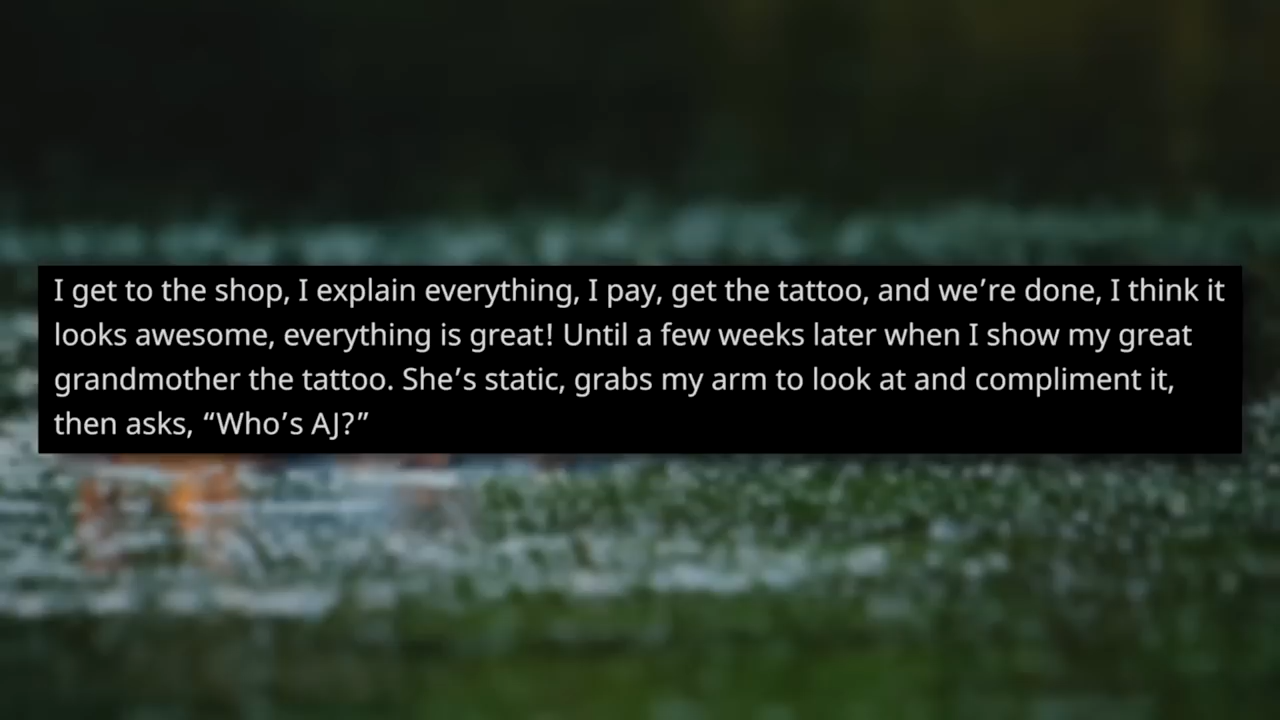 I get to the shop, I explain everything, I pay, get the tattoo, and we’re done, I think it
looks awesome, everything is great! Until a few weeks later when I show my great
grandmother the tattoo. She’s static, grabs my arm to look at and compliment it,
then asks, “Who’s AJ?”